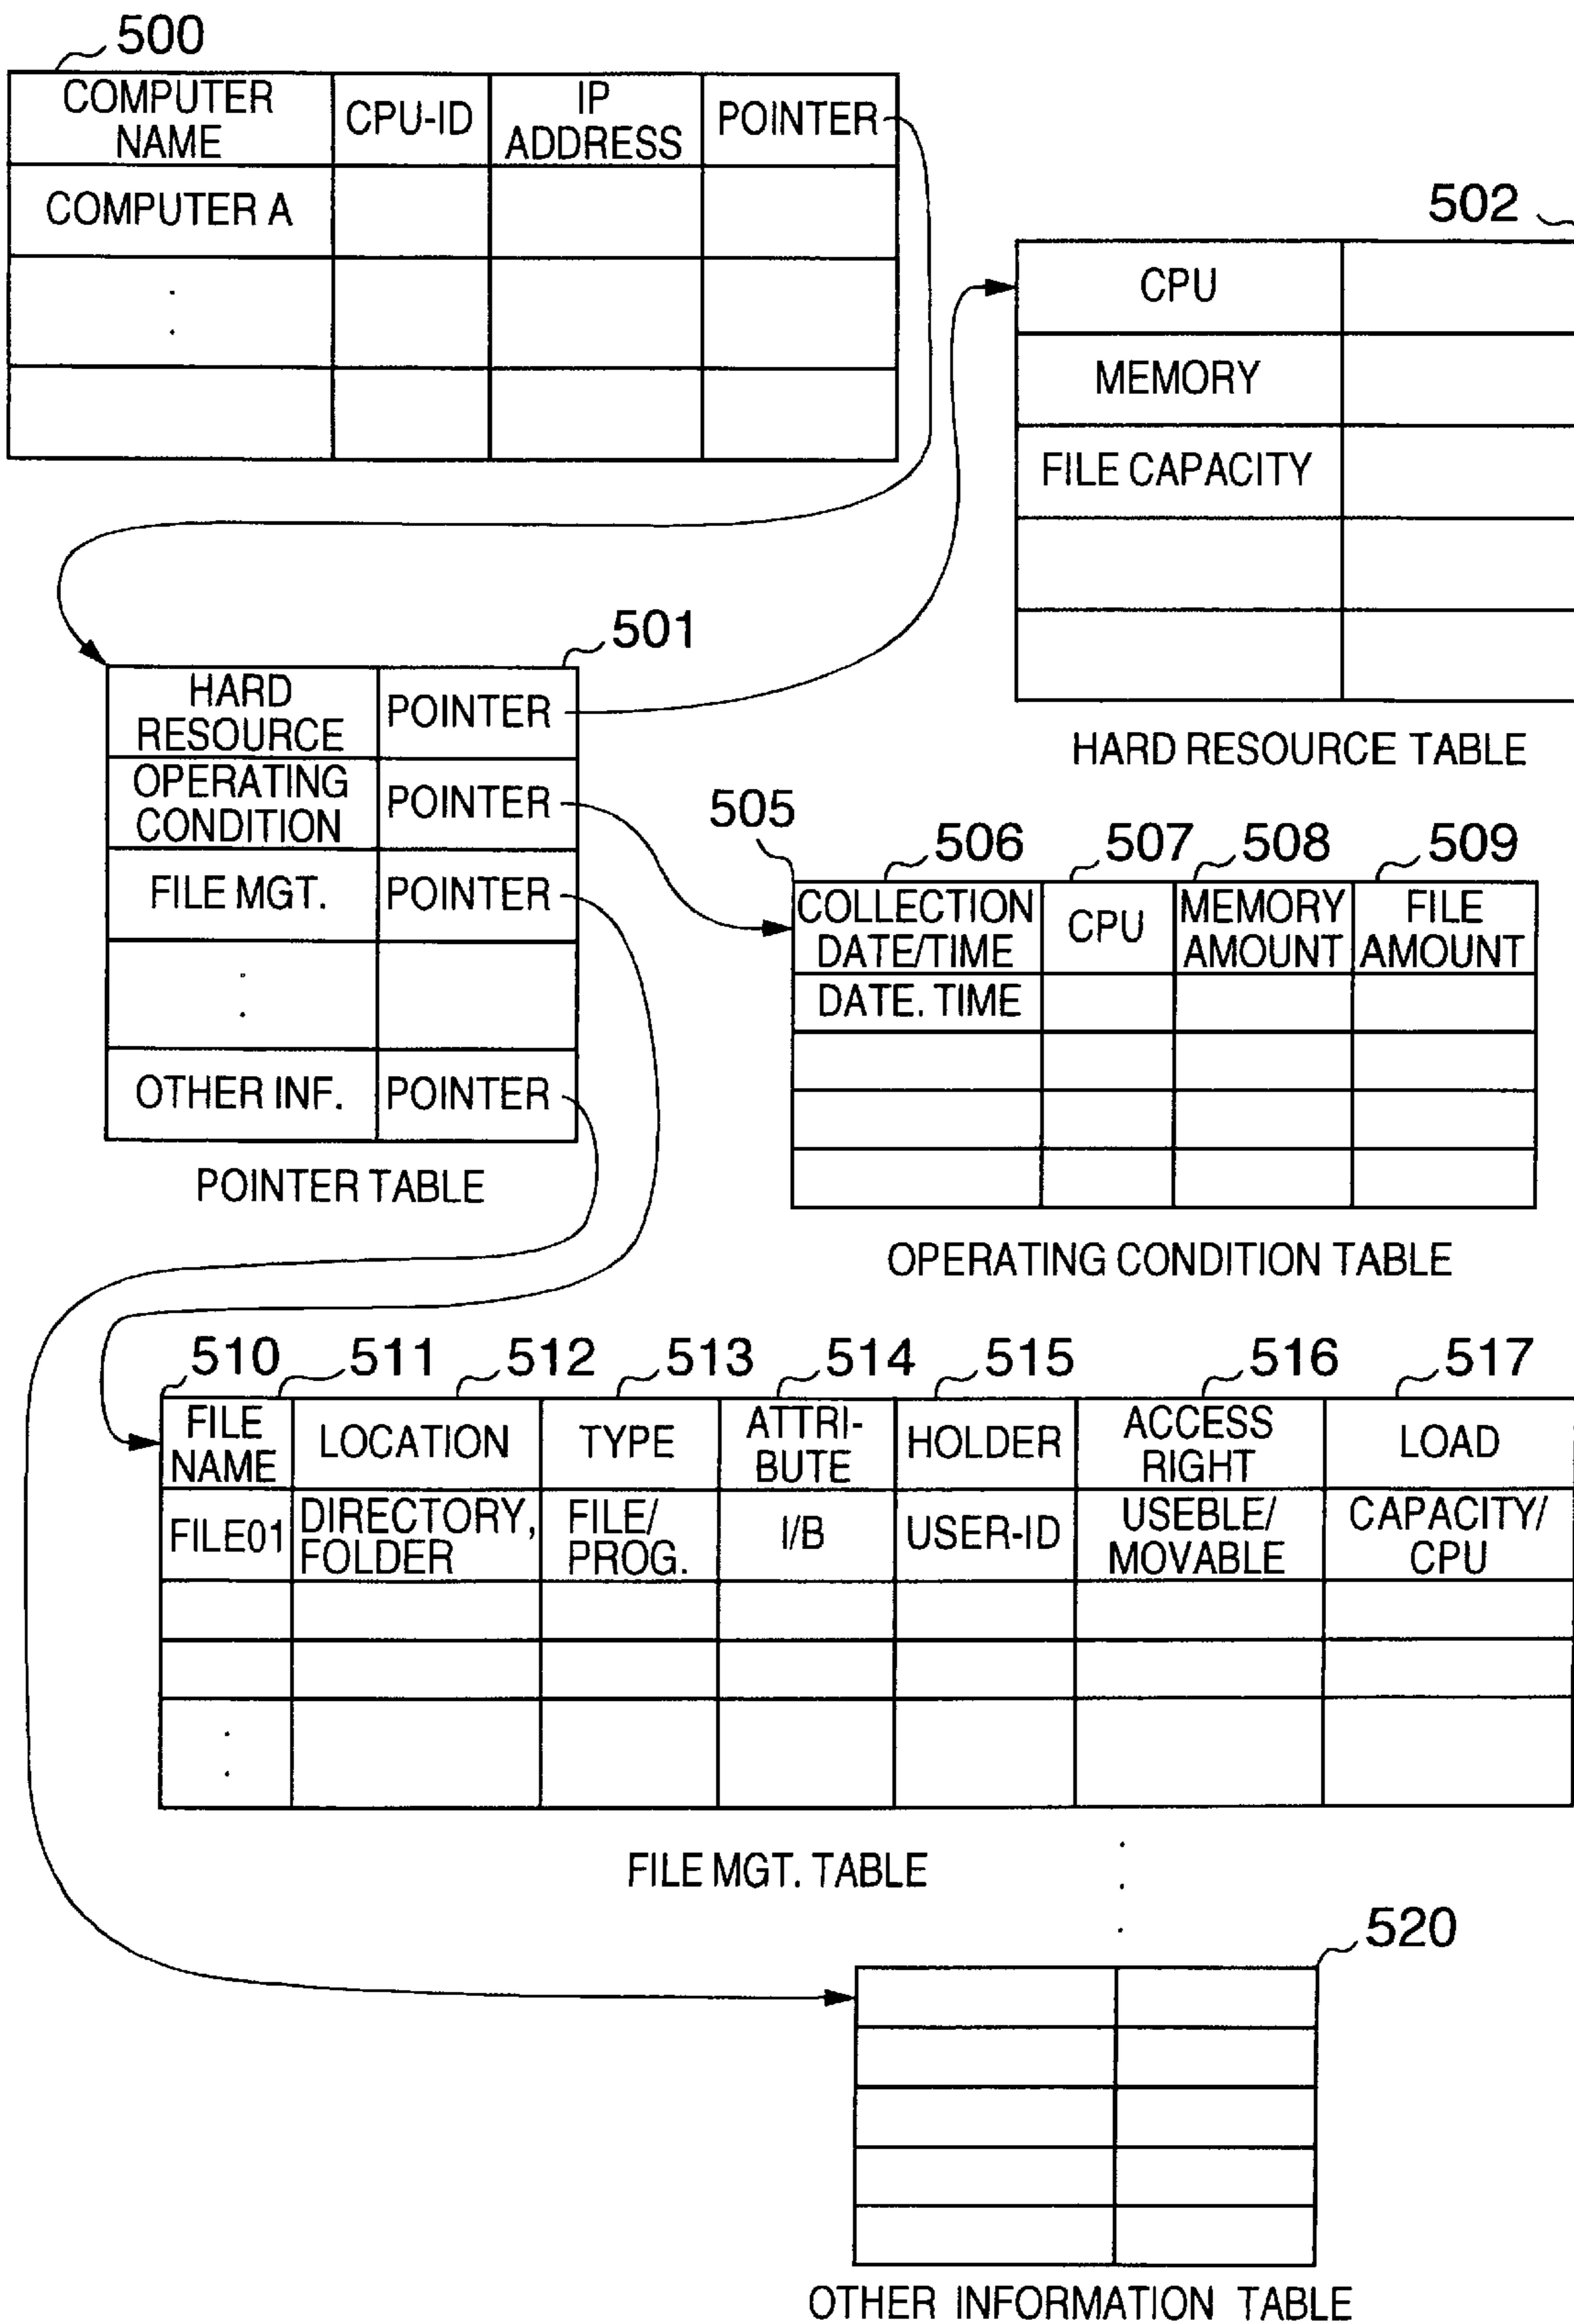 500
COMPUTER NAME
CPU-ID
IP ADDRESS
POINTER
COMPUTER A
502
CPU
MEMORY
FILE CAPACITY
HARD RESOURCE TABLE
501
HARD RESOURCE
POINTER
OPERATING CONDITION
POINTER
FILE MGT.
POINTER
OTHER INF.
POINTER
POINTER TABLE
505
506
507
508
509
COLLECTION DATE/TIME
CPU
MEMORY AMOUNT
FILE AMOUNT
DATE. TIME
OPERATING CONDITION TABLE
510
511
512
513
514
515
516
517
FILE NAME
LOCATION
TYPE
ATTRI-
BUTE
HOLDER
ACCESS RIGHT
LOAD
FILE01
DIRECTORY,
FOLDER
FILE/
PROG.
I/B
USER-ID
USEBLE/
MOVABLE
CAPACITY/
CPU
FILE MGT. TABLE
520
OTHER INFORMATION TABLE